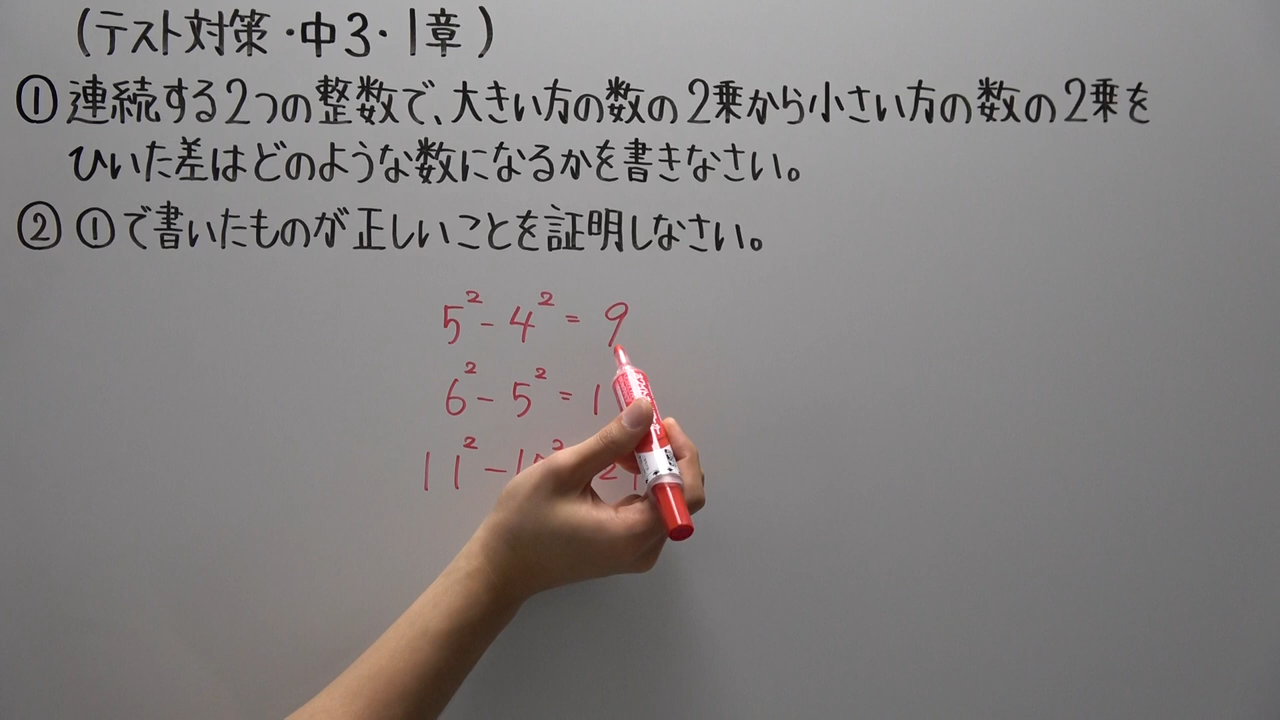 (テスト対策・中3・1章)
①連続する2つの整数で、大きい方の数の2乗から小さい方の数の2乗を
ひいた差はどのような数になるかを書きなさい。
②①で書いたものが正しいことを証明しなさい。
5² - 4² = 9
6² - 5² = 1
11² -